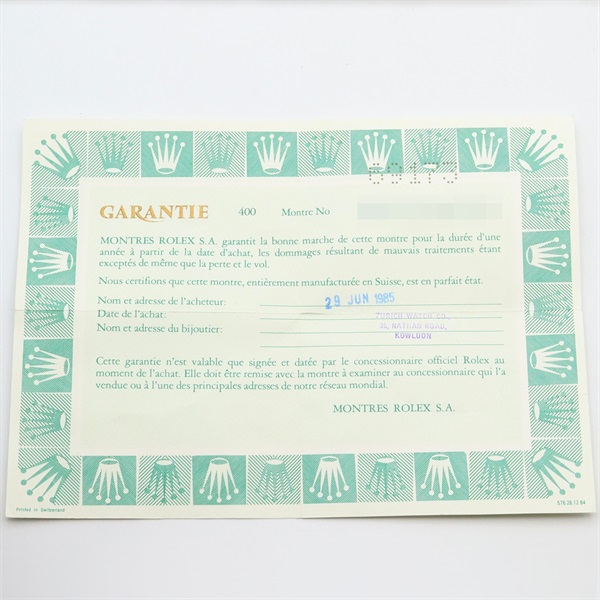 69173
GARANTIE 400 Montre No
MONTRES ROLEX S.A. garantit la bonne marche de cette montre pour la durée d'une
année à partir de la date d'achat, les dommages résultant de mauvais traitements étant
exceptés de même que la perte et le vol.
Nous certifions que cette montre, entièrement manufacturée en Suisse, est en parfait état.
Nom et adresse de l'acheteur:
29 JUN 1985
Date de l'achat:
ZURICH WATCH CO.,
Nom et adresse du bijoutier:
NATHAN ROAD,
KOWLOON
Cette garantie n'est valable que signée et datée par le concessionnaire officiel Rolex au
moment de l'achat. Elle doit être remise avec la montre à examiner au concessionnaire qui l'a
vendue ou à l'une des principales adresses de notre réseau mondial.
MONTRES ROLEX S.A.
Printed in Switzerland